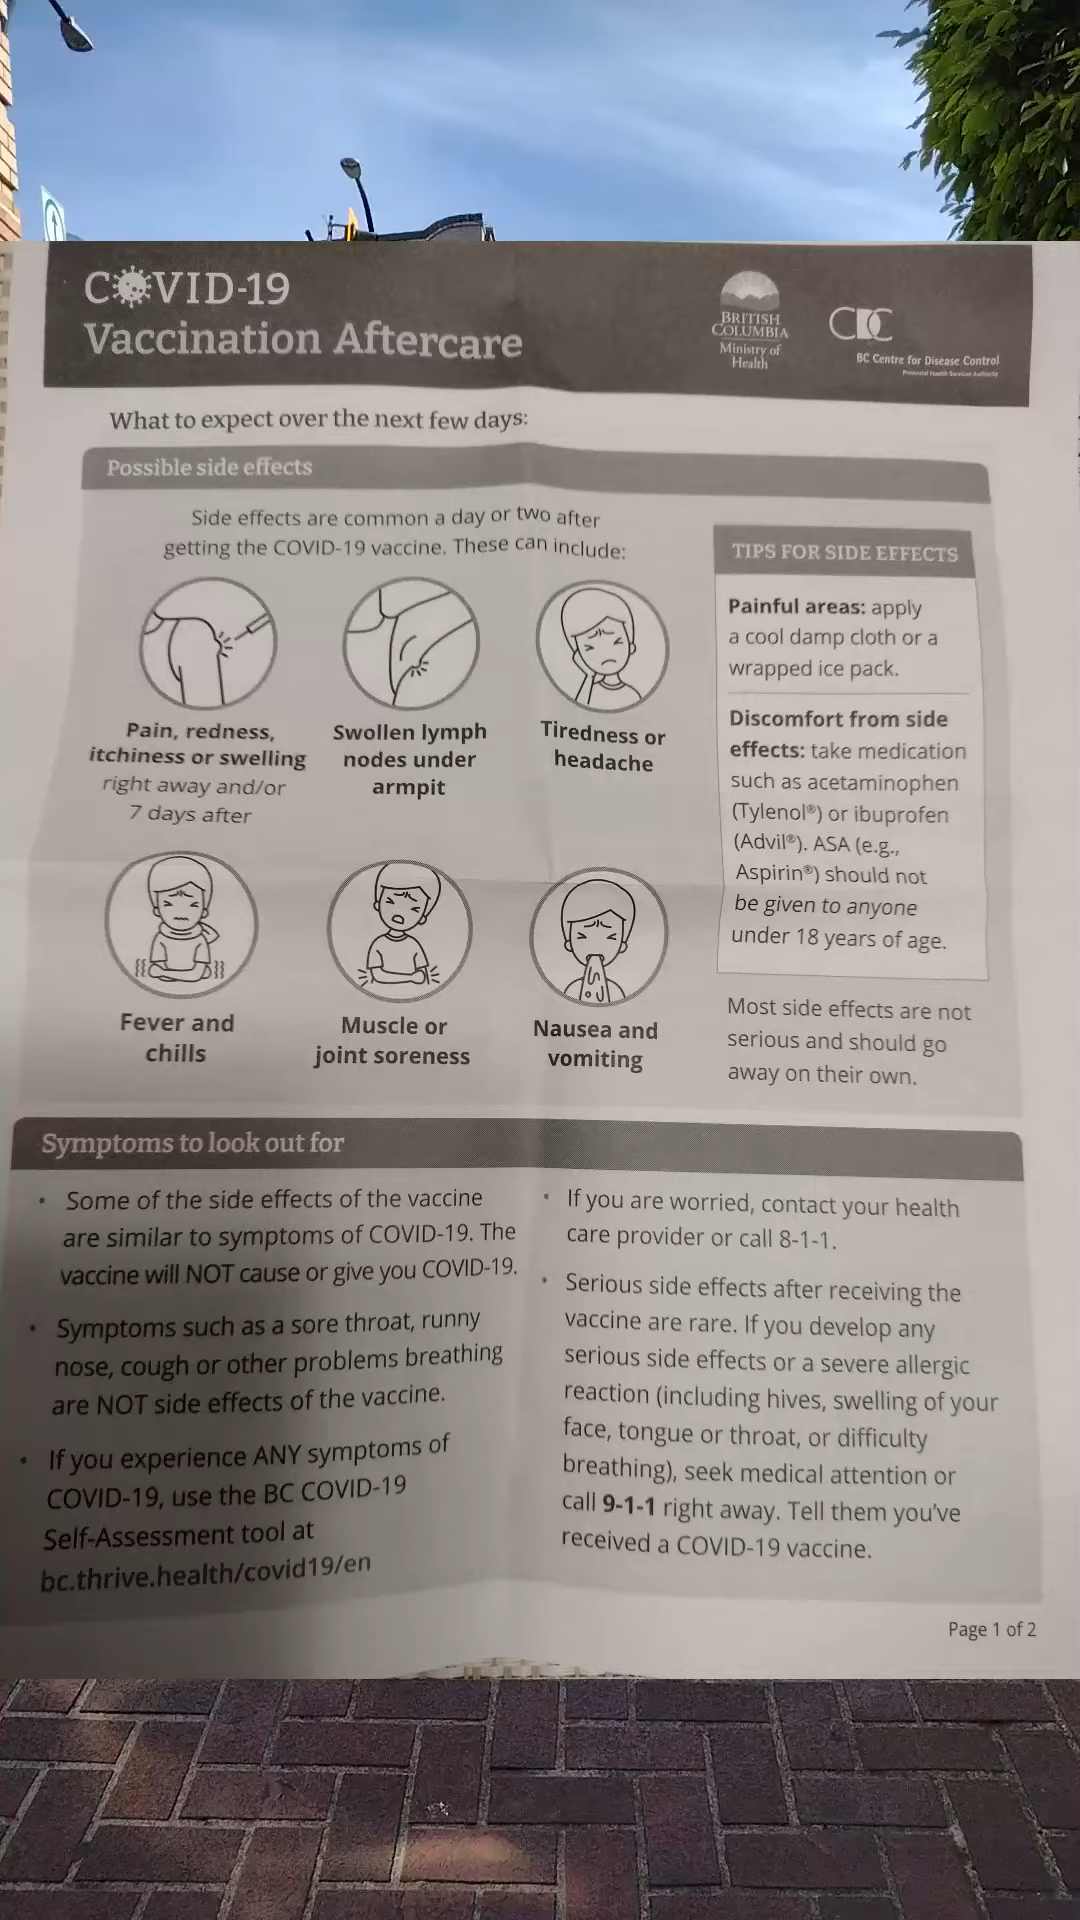 COVID-19
Vaccination Aftercare
BRITISH
COLUMBIA
Ministry of
Health
CDC
BC Centre for Disease Control
Provincial Health Services Authority
What to expect over the next few days:
Possible side effects
Side effects are common a day or two after
getting the COVID-19 vaccine. These can include:
Pain, redness,
itchiness or swelling
right away and/or
7 days after
Swollen lymph
nodes under
armpit
Tiredness or
headache
Fever and
chills
Muscle or
joint soreness
Nausea and
vomiting
TIPS FOR SIDE EFFECTS
Painful areas: apply
a cool damp cloth or a
wrapped ice pack.
Discomfort from side
effects: take medication
such as acetaminophen
(Tylenol®) or ibuprofen
(Advil®). ASA (e.g.,
Aspirin®) should not
be given to anyone
under 18 years of age.
Most side effects are not
serious and should go
away on their own.
Symptoms to look out for
• Some of the side effects of the vaccine
are similar to symptoms of COVID-19. The
vaccine will NOT cause or give you COVID-19.
• Symptoms such as a sore throat, runny
nose, cough or other problems breathing
are NOT side effects of the vaccine.
• If you experience ANY symptoms of
COVID-19, use the BC COVID-19
Self-Assessment tool at
bc.thrive.health/covid19/en
• If you are worried, contact your health
care provider or call 8-1-1.
• Serious side effects after receiving the
vaccine are rare. If you develop any
serious side effects or a severe allergic
reaction (including hives, swelling of your
face, tongue or throat, or difficulty
breathing), seek medical attention or
call 9-1-1 right away. Tell them you've
received a COVID-19 vaccine.
Page 1 of 2